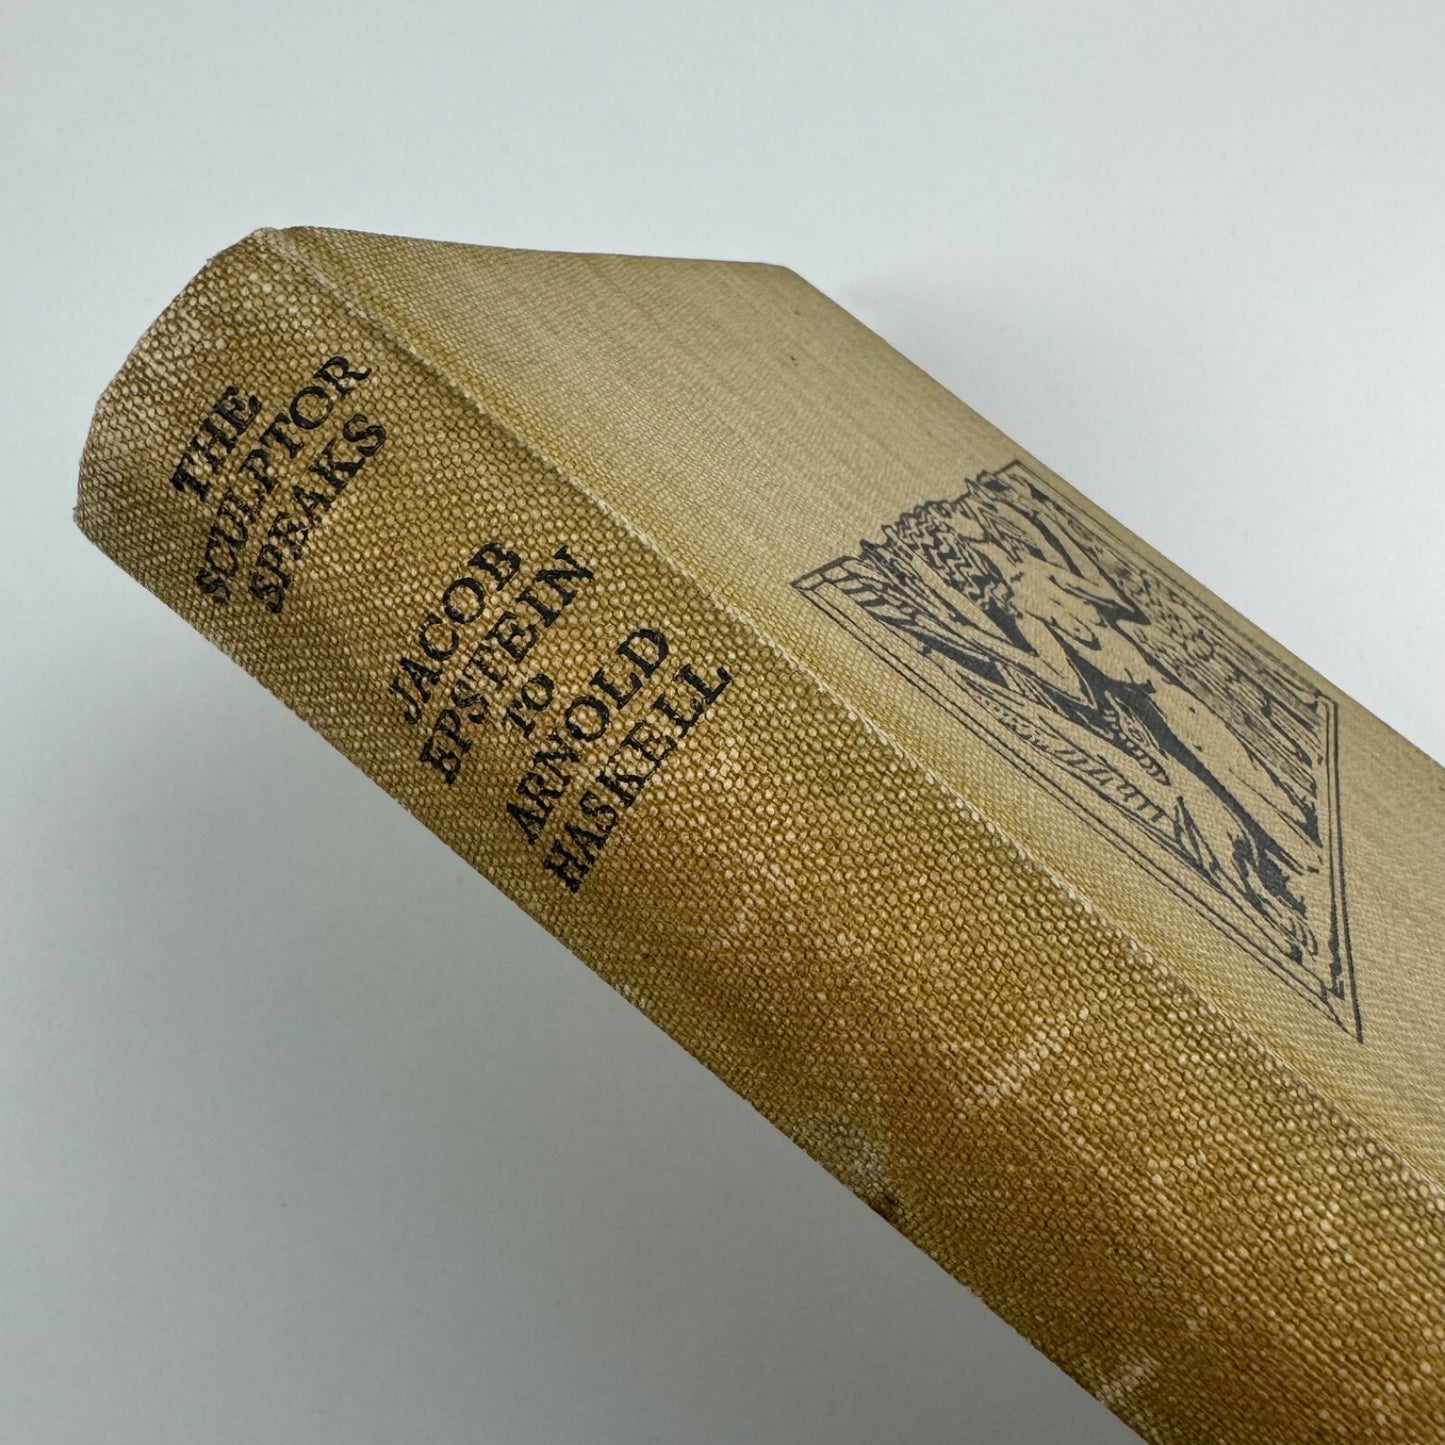 THE
SCULPTOR
SPEAKS
JACOB
EPSTEIN
TO
ARNOLD
HASKELL